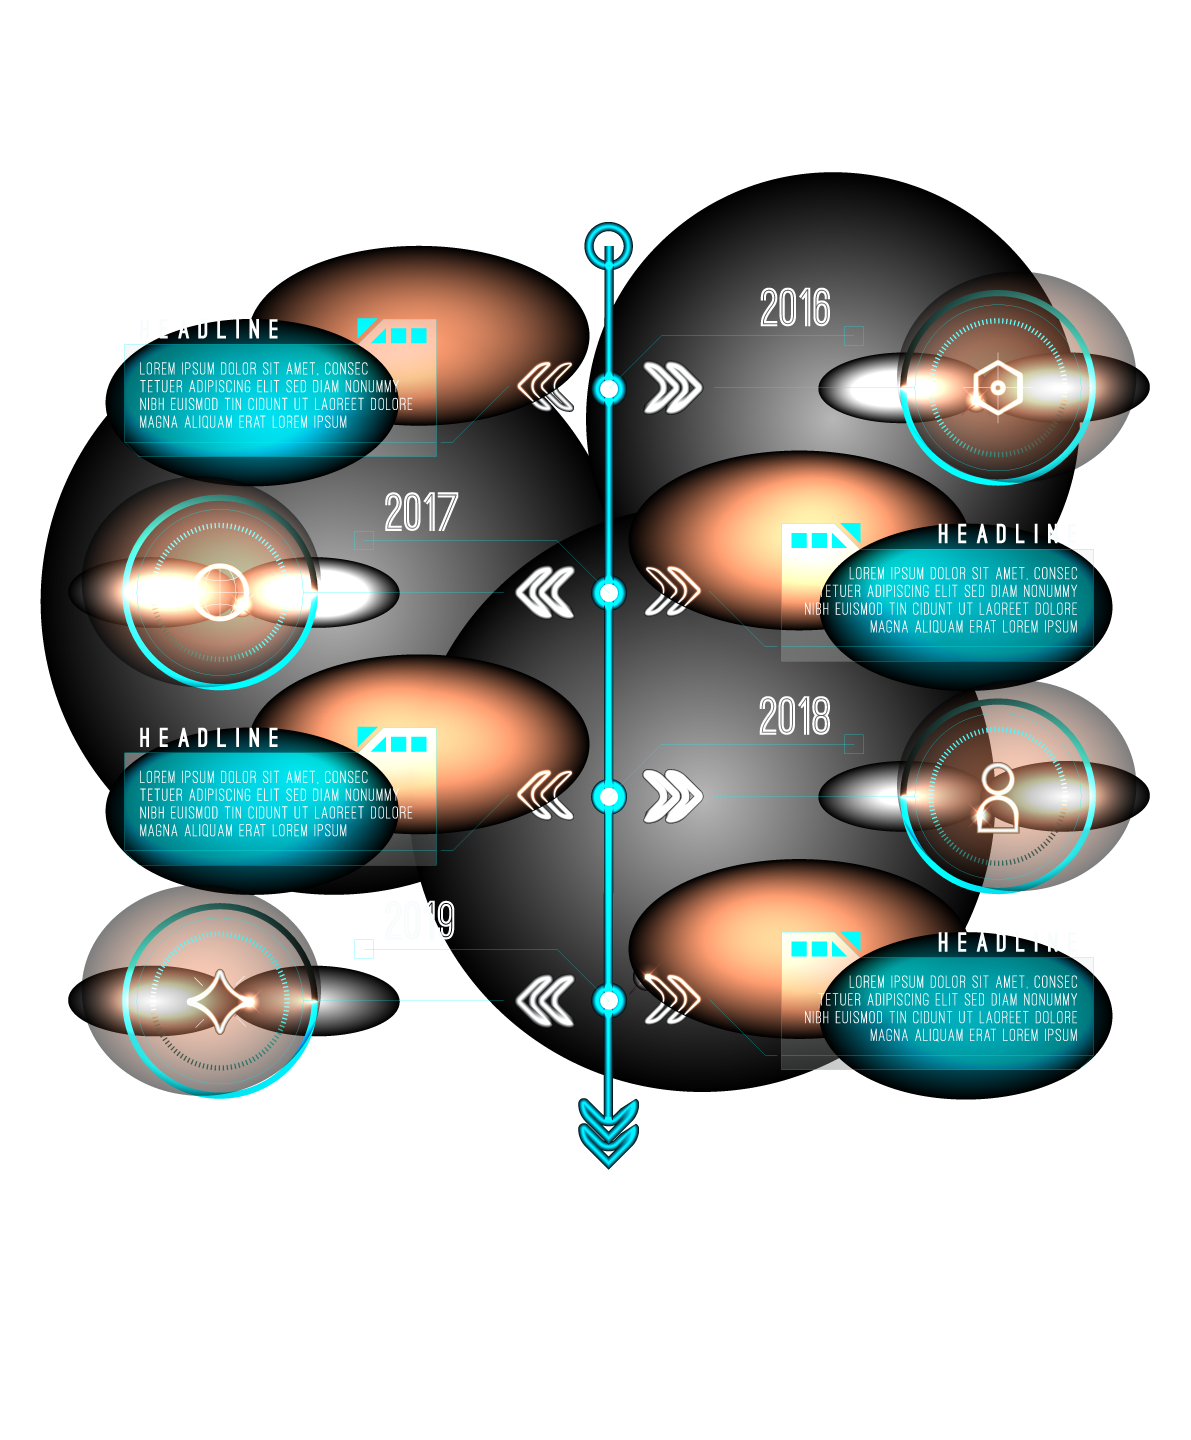 2016
HEADLINE
LOREM IPSUM DOLOR SIT AMET, CONSEC
TETUER ADIPISCING ELIT SED DIAM NONUMMY
NIBH EUISMOD TIN CIDUNT UT LAOREET DOLORE
MAGNA ALIQUAM ERAT LOREM IPSUM
2017
HEADLINE
LOREM IPSUM DOLOR SIT AMET, CONSEC
TETUER ADIPISCING ELIT SED DIAM NONUMMY
NIBH EUISMOD TIN CIDUNT UT LAOREET DOLORE
MAGNA ALIQUAM ERAT LOREM IPSUM
2018
HEADLINE
LOREM IPSUM DOLOR SIT AMET, CONSEC
TETUER ADIPISCING ELIT SED DIAM NONUMMY
NIBH EUISMOD TIN CIDUNT UT LAOREET DOLORE
MAGNA ALIQUAM ERAT LOREM IPSUM
2019
HEADLINE
LOREM IPSUM DOLOR SIT AMET, CONSEC
TETUER ADIPISCING ELIT SED DIAM NONUMMY
NIBH EUISMOD TIN CIDUNT UT LAOREET DOLORE
MAGNA ALIQUAM ERAT LOREM IPSUM